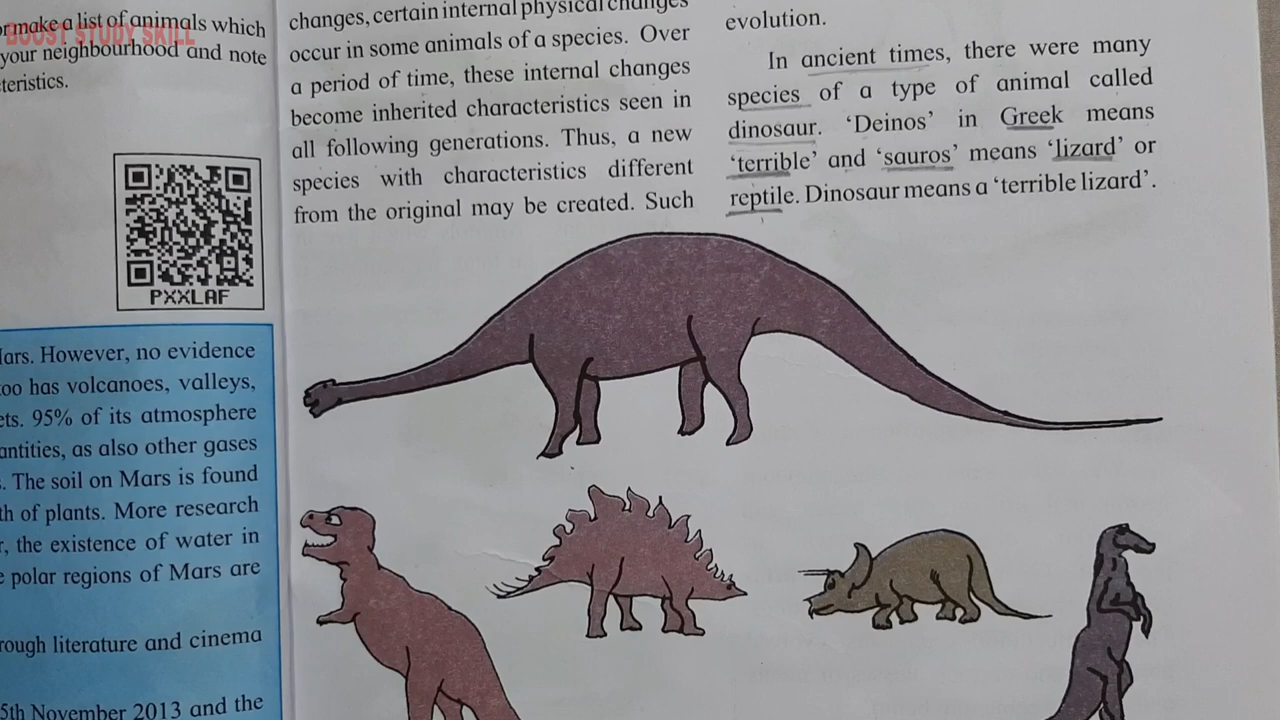 BOOST STUDY SKILL
or make a list of animals which
your neighbourhood and note
teristics.
PXXLAF
Mars. However, no evidence
too has volcanoes, valleys,
ets. 95% of its atmosphere
antities, as also other gases
s. The soil on Mars is found
th of plants. More research
r, the existence of water in
e polar regions of Mars are
rough literature and cinema
5th November 2013 and the
changes, certain internal physical changes
occur in some animals of a species. Over
a period of time, these internal changes
become inherited characteristics seen in
all following generations. Thus, a new
species with characteristics different
from the original may be created. Such
evolution.
In ancient times, there were many
species of a type of animal called
dinosaur. ‘Deinos’ in Greek means
‘terrible’ and ‘sauros’ means ‘lizard’ or
reptile. Dinosaur means a ‘terrible lizard’.